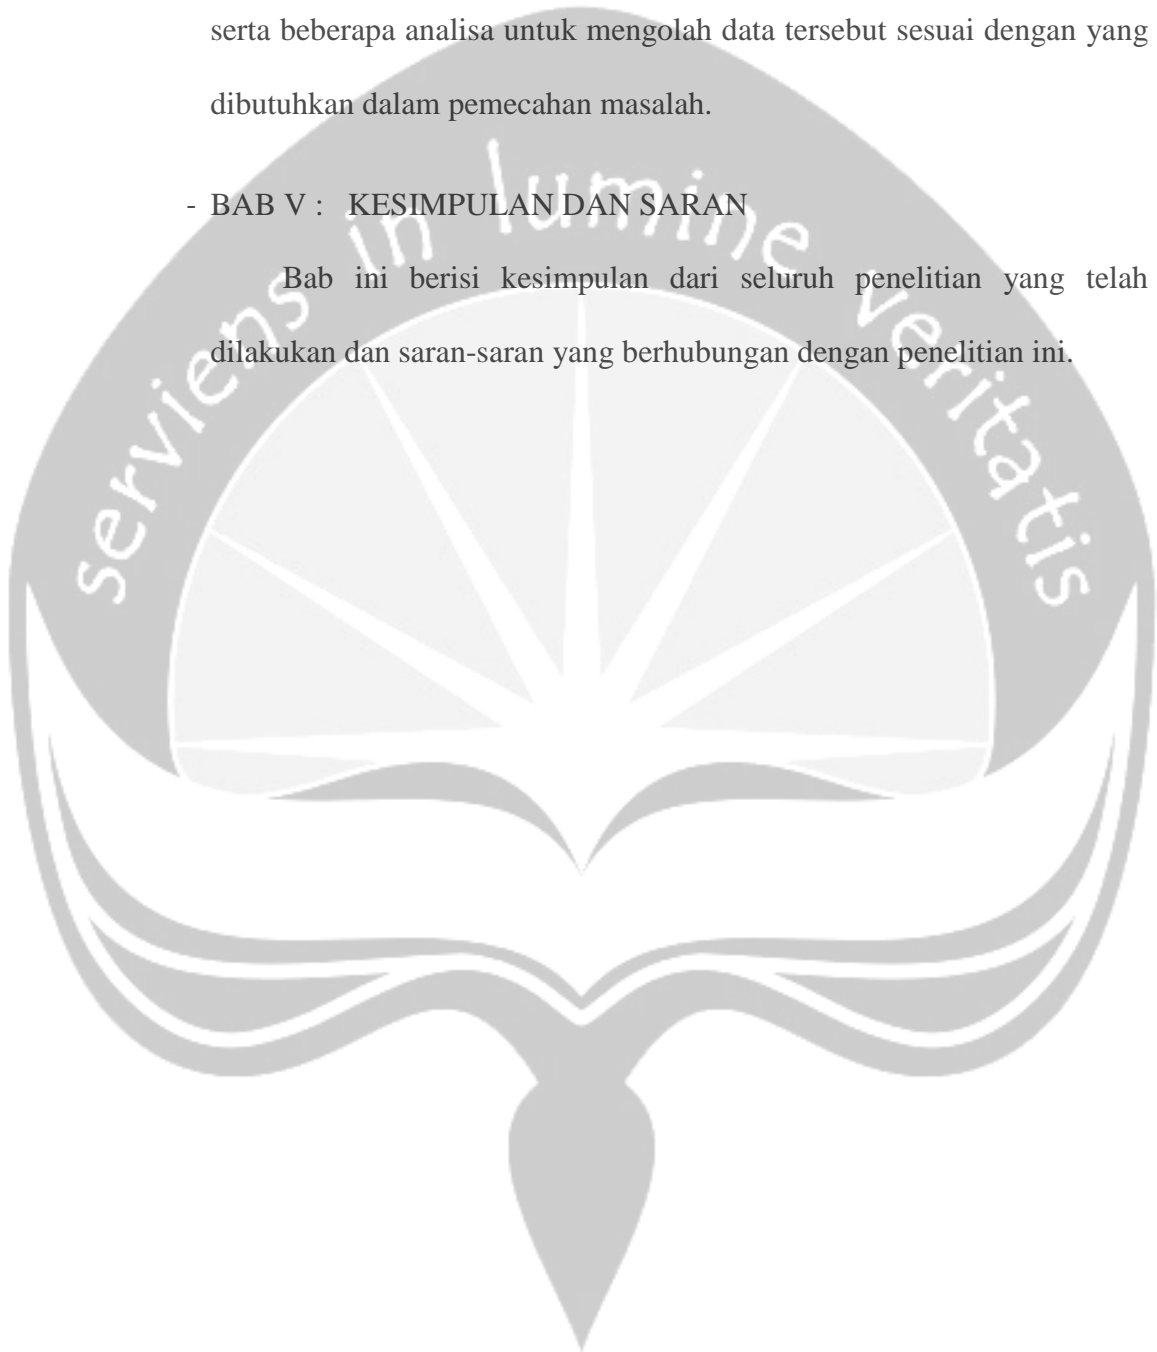 serta beberapa analisa untuk mengolah data tersebut sesuai dengan yang
dibutuhkan dalam pemecahan masalah.
- BAB V : KESIMPULAN DAN SARAN
Bab ini berisi kesimpulan dari seluruh penelitian yang telah
dilakukan dan saran-saran yang berhubungan dengan penelitian ini.
serviens in lumine veritatis